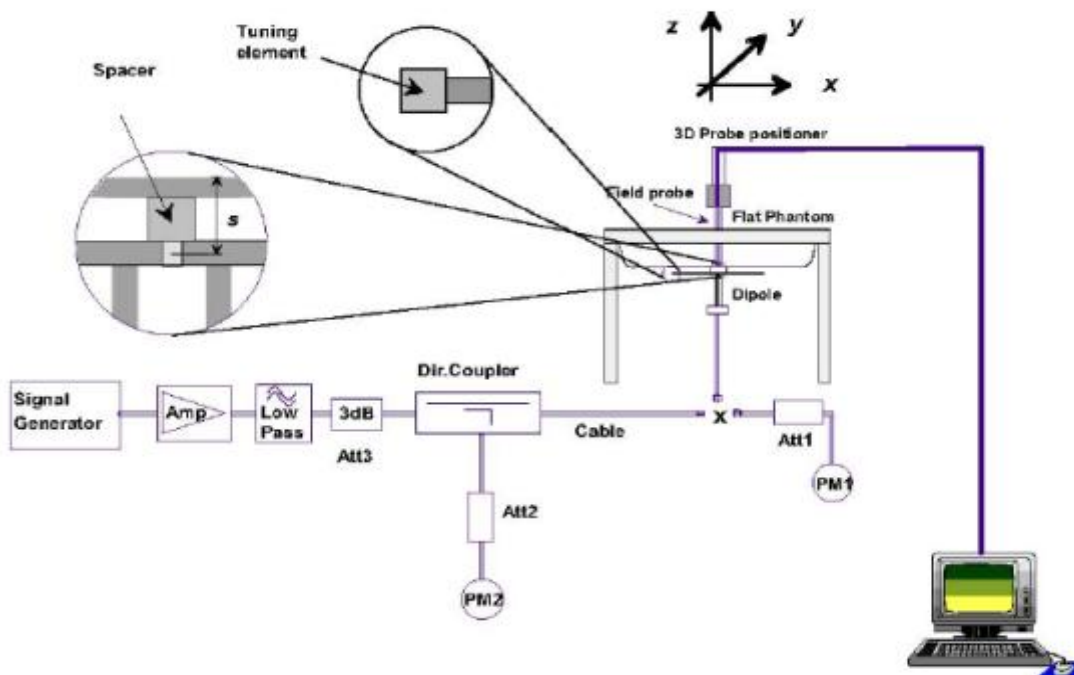 Tuning
element
Spacer
s
z
y
x
3D Probe positioner
Field probe
Flat Phantom
Dipole
Dir.Coupler
Signal
Generator
Amp
Low
Pass
3dB
Att3
Cable
x
Att1
PM1
Att2
PM2